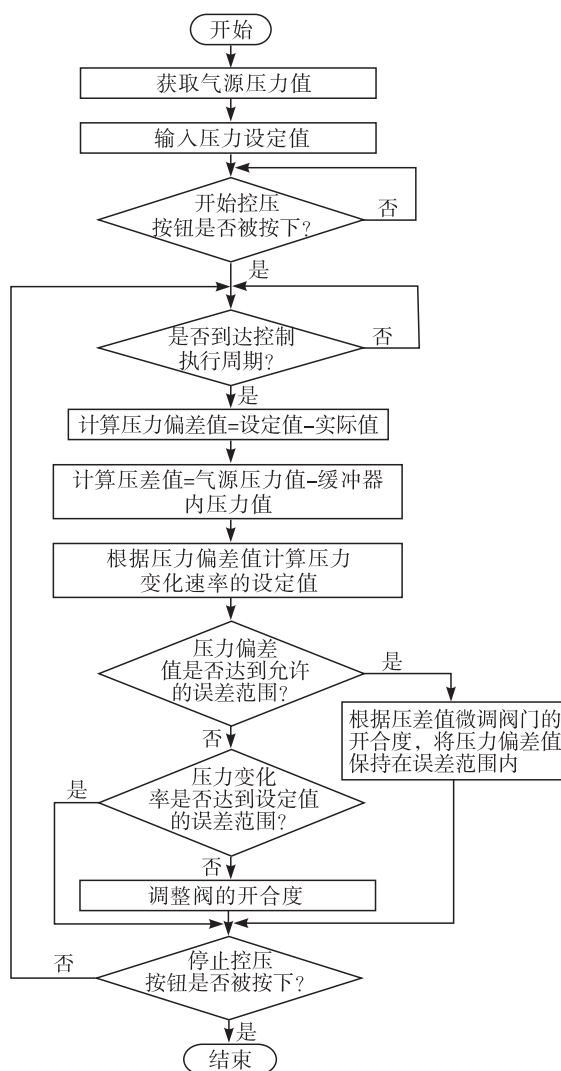 开始
获取气源压力值
输入压力设定值
开始控压
按钮是否被按下?
否
是
是否到达控制
执行周期?
否
是
计算压力偏差值=设定值-实际值
计算压差值=气源压力值-缓冲器
内压力值
根据压力偏差值计算压力
变化速率的设定值
压力偏差
值是否达到允许
的误差范围?
是
否
根据压差值微调阀门的
开合度，将压力偏差值
保持在误差范围内
压力变化
率是否达到设定值
的误差范围?
是
否
调整阀的开合度
停止控压
按钮是否被按下?
否
是
结束